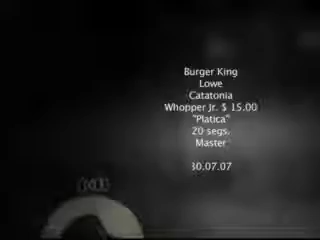 Burger King
Lowe
Catatonia
Whopper Jr. $ 15.00
"Platica"
20 segs.
Master
30.07.07